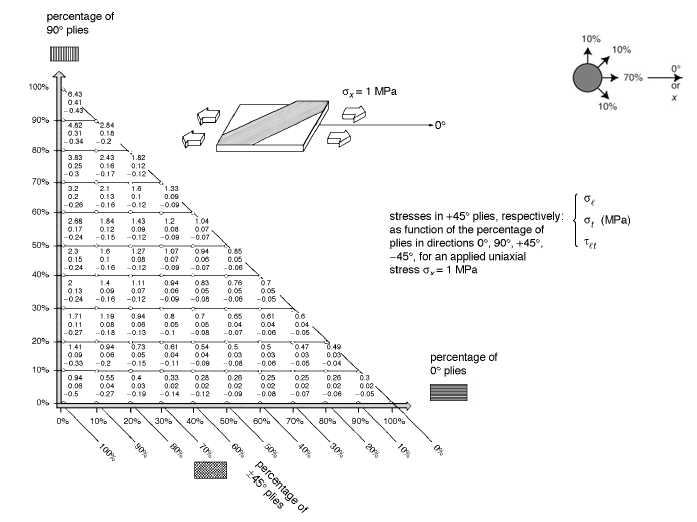 percentage of
90° plies
10%
10%
70%
0°
or
x
10%
σx = 1 MPa
0°
stresses in +45° plies, respectively:
as function of the percentage of
plies in directions 0°, 90°, +45°,
−45°, for an applied uniaxial
stress σx = 1 MPa
σℓ
σt (MPa)
τℓt
100%
6.43
0.41
−0.43
90%
4.82 2.84
0.31 0.18
−0.34 −0.2
80%
3.83 2.43 1.82
0.25 0.16 0.12
−0.3 −0.17 −0.12
70%
3.2 2.1 1.6 1.33
0.2 0.13 0.1 0.09
−0.26 −0.16 −0.12 −0.09
60%
2.68 1.84 1.43 1.2 1.04
0.17 0.12 0.09 0.08 0.07
−0.24 −0.15 −0.12 −0.09 −0.07
50%
2.3 1.6 1.27 1.07 0.94 0.85
0.15 0.1 0.08 0.07 0.06 0.05
−0.24 −0.16 −0.12 −0.09 −0.07 −0.06
40%
2 1.4 1.11 0.94 0.83 0.76 0.7
0.13 0.09 0.07 0.06 0.05 0.05 0.05
−0.24 −0.16 −0.12 −0.09 −0.08 −0.06 −0.05
30%
1.71 1.19 0.94 0.8 0.7 0.65 0.61 0.6
0.11 0.08 0.06 0.05 0.05 0.04 0.04 0.04
−0.27 −0.18 −0.13 −0.1 −0.08 −0.07 −0.06 −0.05
20%
1.41 0.94 0.73 0.61 0.54 0.5 0.5 0.47 0.49
0.09 0.06 0.05 0.04 0.04 0.03 0.03 0.03 0.03
−0.33 −0.2 −0.15 −0.11 −0.09 −0.08 −0.06 −0.05 −0.04
10%
0.94 0.55 0.4 0.33 0.28 0.26 0.25 0.25 0.26 0.3
0.06 0.04 0.03 0.02 0.02 0.02 0.02 0.02 0.02 0.02
−0.5 −0.27 −0.19 −0.14 −0.12 −0.09 −0.08 −0.07 −0.06 −0.05
0%
percentage of
0° plies
0% 10% 20% 30% 40% 50% 60% 70% 80% 90% 100%
100% 90% 80% 70% 60% 50% 40% 30% 20% 10% 0%
percentage of
±45° plies